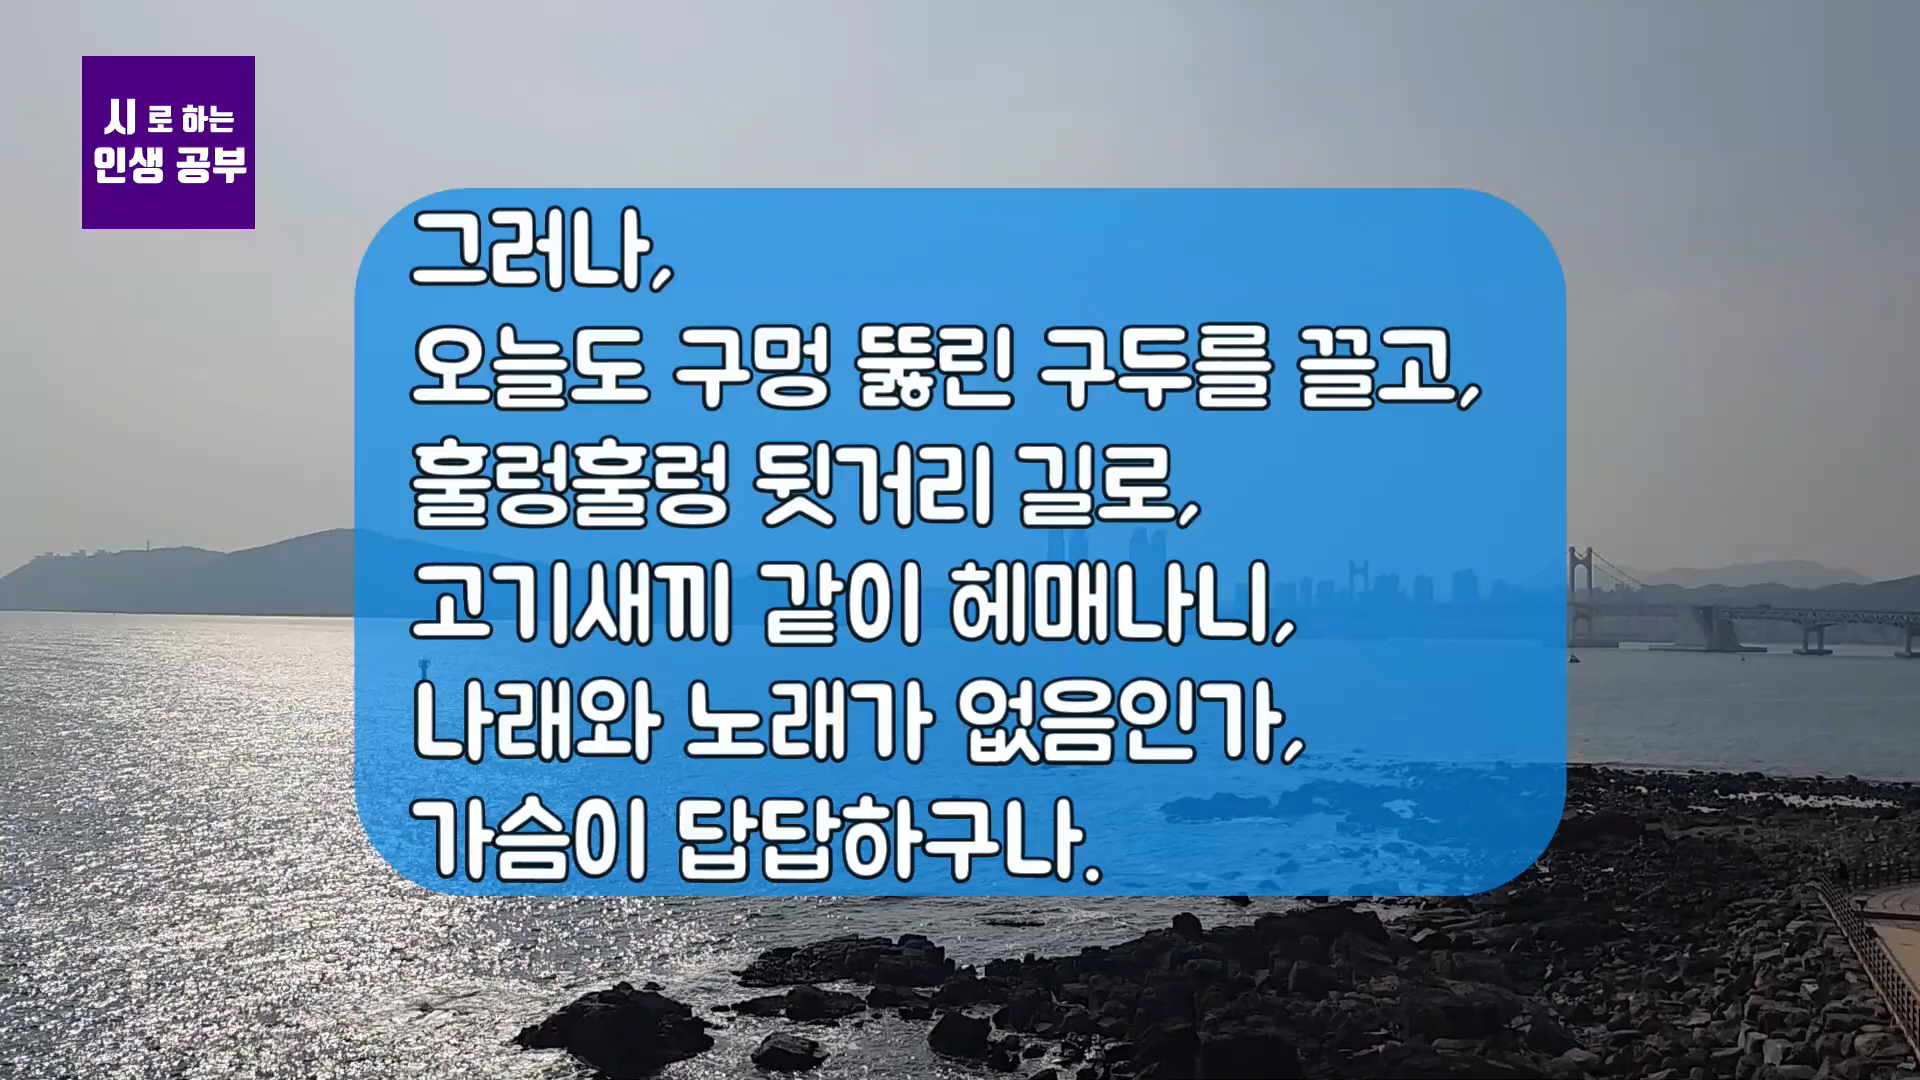 시로 하는
인생 공부
그러나,
오늘도 구멍 뚫린 구두를 끌고,
훌렁훌렁 뒷거리 길로,
고기새끼 같이 헤매나니,
나래와 노래가 없음인가,
가슴이 답답하구나.